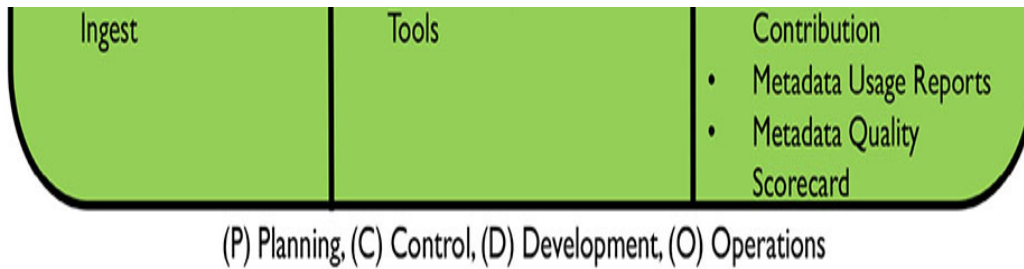 Ingest
Tools
Contribution
• Metadata Usage Reports
• Metadata Quality
Scorecard
(P) Planning, (C) Control, (D) Development, (O) Operations